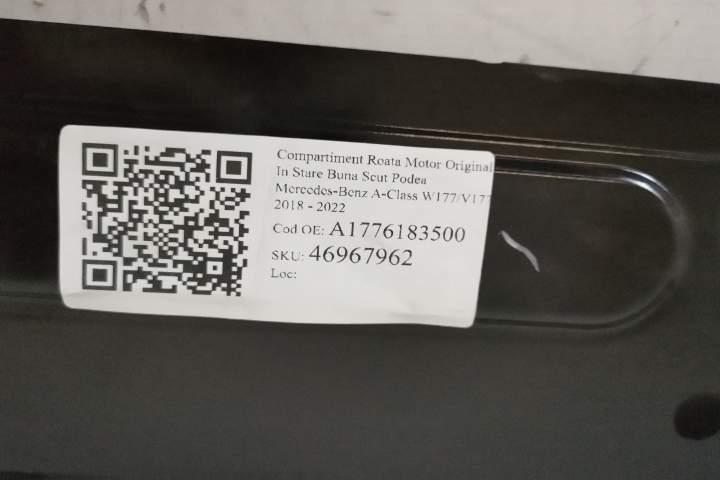 Compartiment Roata Motor Original
In Stare Buna Scut Podea
Mercedes-Benz A-Class W177/V177
2018 - 2022
Cod OE: A1776183500
SKU: 46967962
Loc: